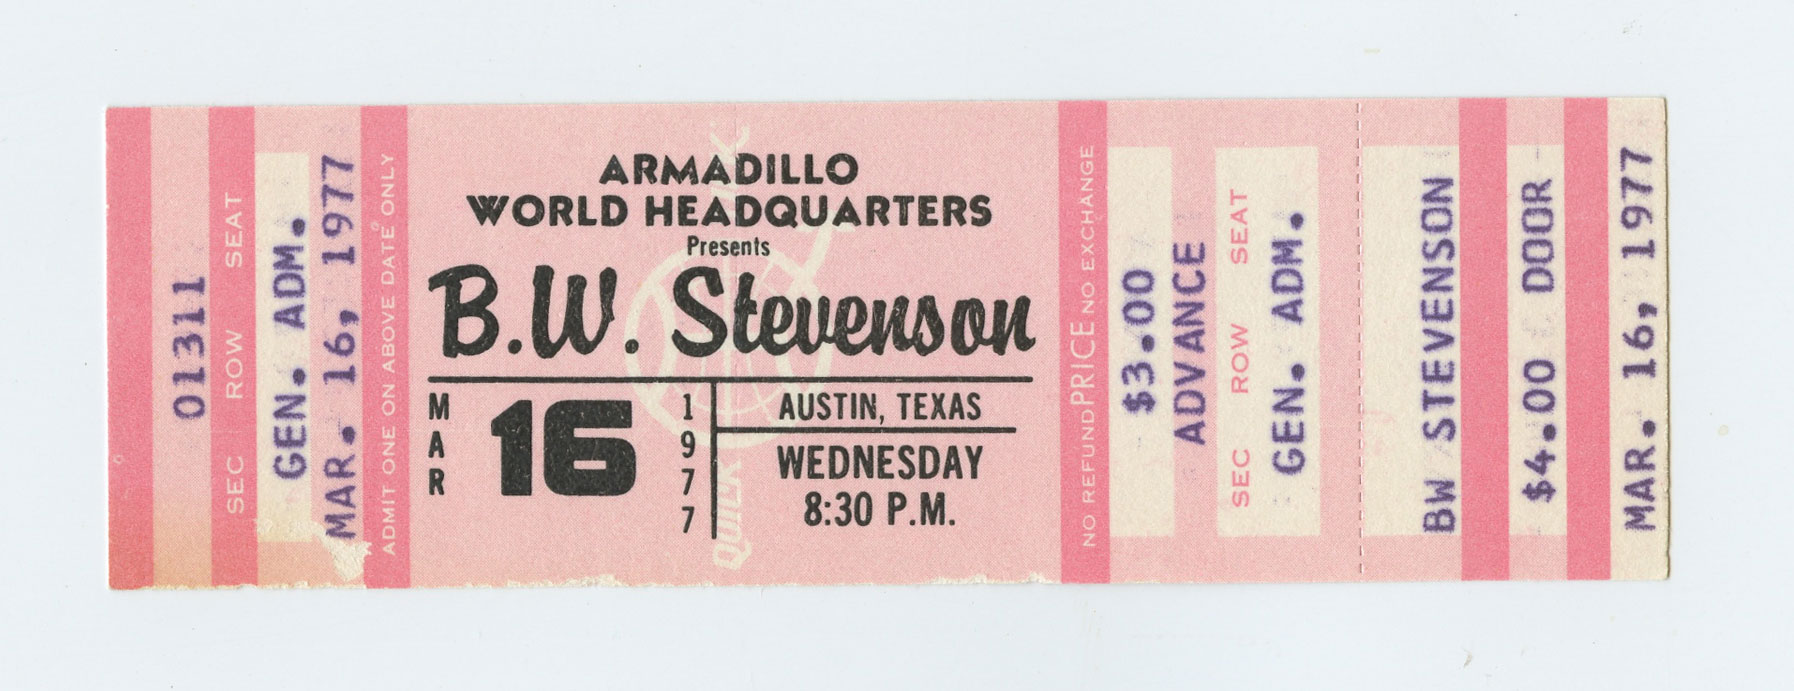 01311
SEC ROW SEAT
GEN. ADM.
MAR. 16, 1977
ADMIT ONE ON ABOVE DATE ONLY
ARMADILLO
WORLD HEADQUARTERS
Presents
B.W. Stevenson
MAR 16 1977
AUSTIN, TEXAS
WEDNESDAY
8:30 P.M.
QUICK
NO REFUND PRICE NO EXCHANGE
$3.00
ADVANCE
SEC ROW SEAT
GEN. ADM.
BW STEVENSON
$4.00 DOOR
MAR. 16, 1977